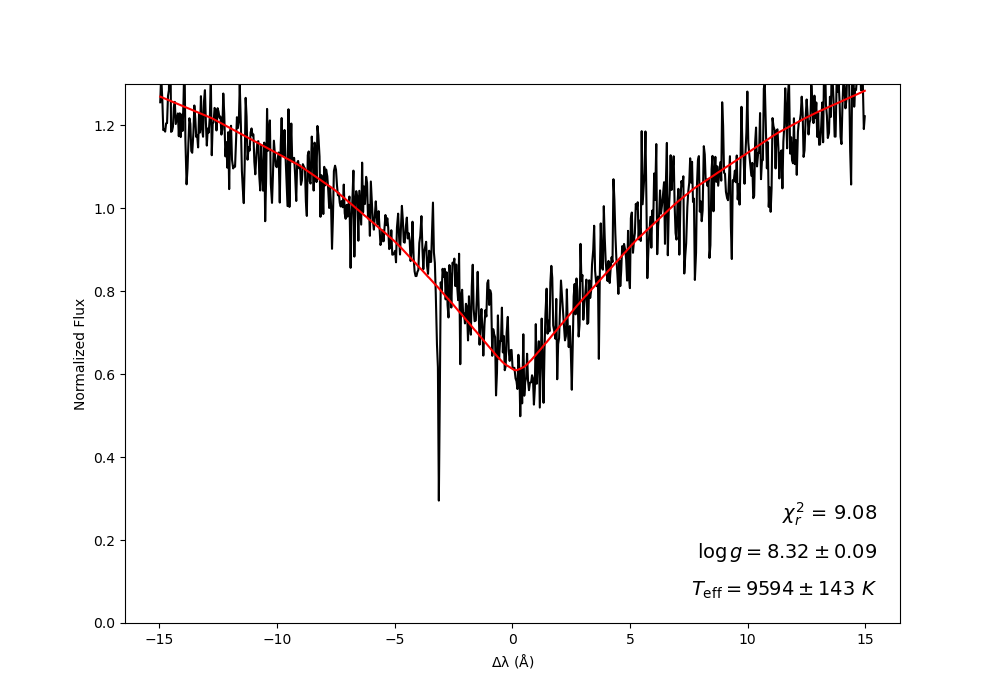 1.2
1.0
0.8
0.6
0.4
0.2
0.0
Normalized Flux
χ²ᵣ = 9.08
log g = 8.32 ± 0.09
T_eff = 9594 ± 143 K
−15 −10 −5 0 5 10 15
Δλ (Å)